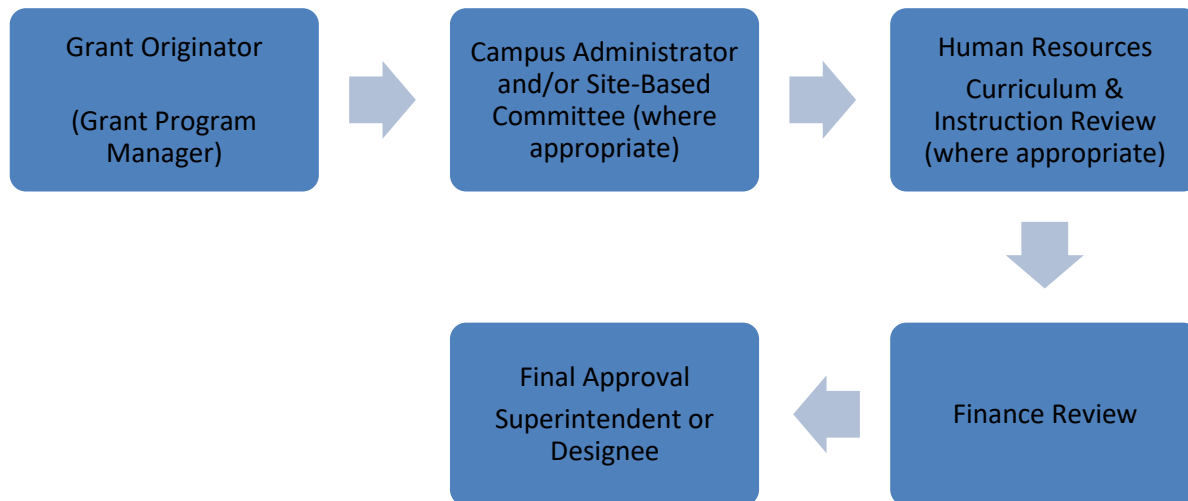 Grant Originator
(Grant Program
Manager)
Campus Administrator
and/or Site-Based
Committee (where
appropriate)
Human Resources
Curriculum &
Instruction Review
(where appropriate)
Finance Review
Final Approval
Superintendent or
Designee